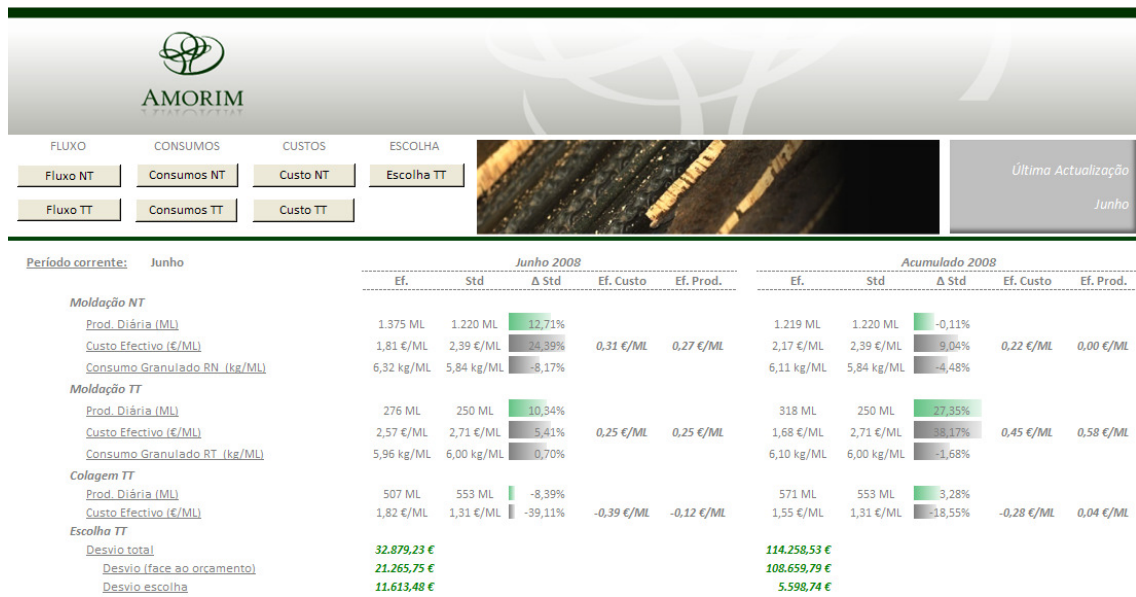 AMORIM
FLUXO CONSUMOS CUSTOS ESCOLHA
Fluxo NT Consumos NT Custo NT Escolha TT
Fluxo TT Consumos TT Custo TT
Última Actualização
Junho
Período corrente: Junho Junho 2008 Acumulado 2008
Ef. Std Δ Std Ef. Custo Ef. Prod. Ef. Std Δ Std Ef. Custo Ef. Prod.
Moldação NT
Prod. Diária (ML) 1.375 ML 1.220 ML 12,71% 1.219 ML 1.220 ML -0,11%
Custo Efectivo (€/ML) 1,81 €/ML 2,39 €/ML 24,39% 0,31 €/ML 0,27 €/ML 2,17 €/ML 2,39 €/ML 9,04% 0,22 €/ML 0,00 €/ML
Consumo Granulado RN (kg/ML) 6,32 kg/ML 5,84 kg/ML -8,17% 6,11 kg/ML 5,84 kg/ML -4,48%
Moldação TT
Prod. Diária (ML) 276 ML 250 ML 10,34% 318 ML 250 ML 27,35%
Custo Efectivo (€/ML) 2,57 €/ML 2,71 €/ML 5,41% 0,25 €/ML 0,25 €/ML 1,68 €/ML 2,71 €/ML 38,17% 0,45 €/ML 0,58 €/ML
Consumo Granulado RT (kg/ML) 5,96 kg/ML 6,00 kg/ML 0,70% 6,10 kg/ML 6,00 kg/ML -1,68%
Colagem TT
Prod. Diária (ML) 507 ML 553 ML -8,39% 571 ML 553 ML 3,28%
Custo Efectivo (€/ML) 1,82 €/ML 1,31 €/ML -39,11% -0,39 €/ML -0,12 €/ML 1,55 €/ML 1,31 €/ML -18,55% -0,28 €/ML 0,04 €/ML
Escolha TT
Desvio total 32.879,23 € 114.258,53 €
Desvio (face ao orçamento) 21.265,75 € 108.659,79 €
Desvio escolha 11.613,48 € 5.598,74 €